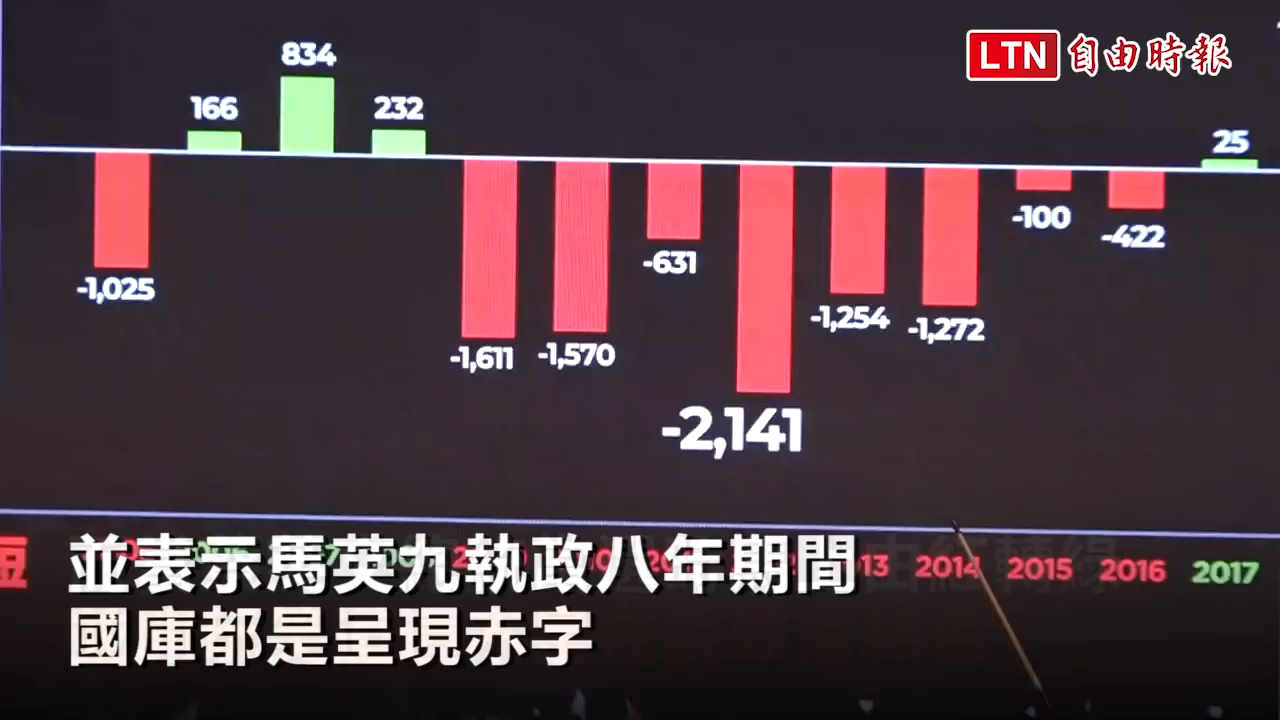 LTN 自由時報
834
166
232
25
-1,025
-1,611
-1,570
-631
-2,141
-1,254
-1,272
-100
-422
短
13 2014 2015 2016 2017
並表示馬英九執政八年期間
國庫都是呈現赤字